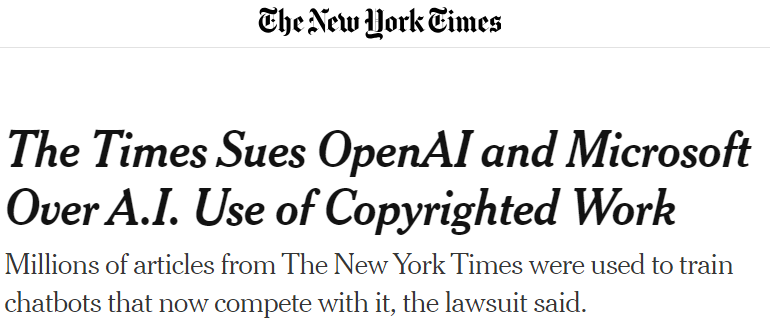 The New York Times
The Times Sues OpenAI and Microsoft
Over A.I. Use of Copyrighted Work
Millions of articles from The New York Times were used to train
chatbots that now compete with it, the lawsuit said.